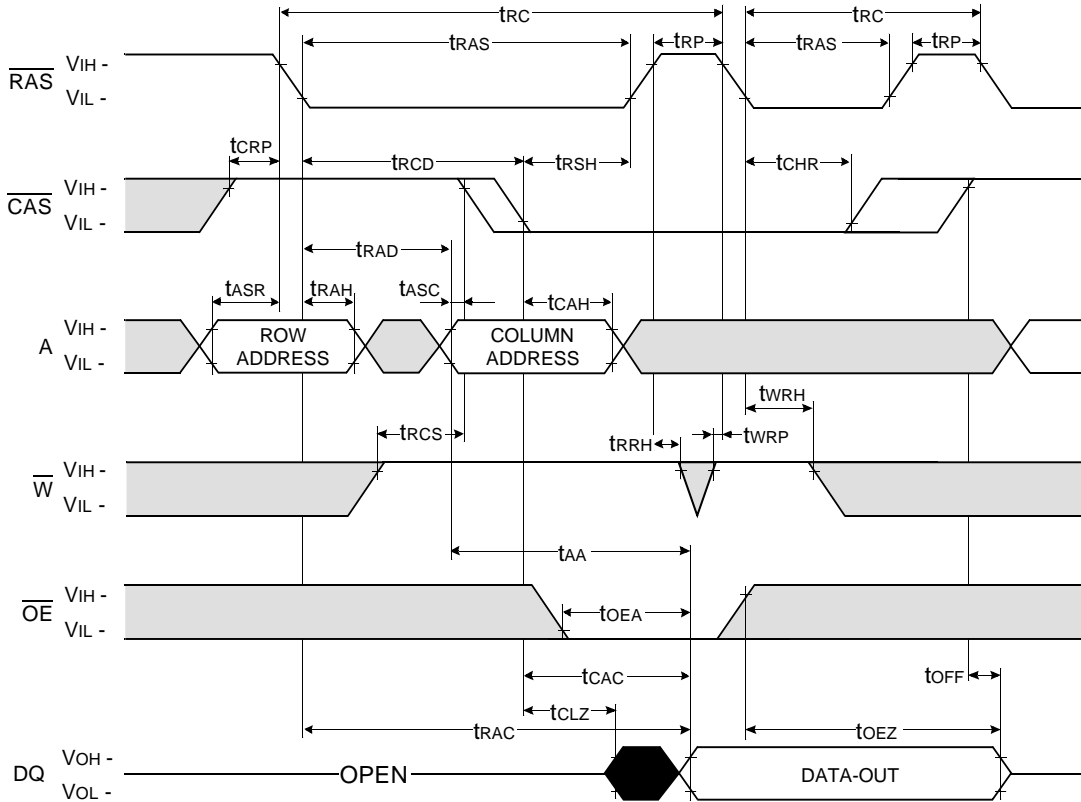 tRC tRC
tRAS tRP tRAS tRP
RAS VIH -
VIL -
tCRP tRCD tRSH tCHR
CAS VIH -
VIL -
tRAD
tASR tRAH tASC tCAH
A VIH -
VIL -
ROW
ADDRESS
COLUMN
ADDRESS
tWRH
tRCS tRRH tWRP
W VIH -
VIL -
tAA
OE VIH -
VIL -
tOEA
tCAC tOFF
tCLZ
tRAC tOEZ
DQ VOH -
VOL -
OPEN DATA-OUT